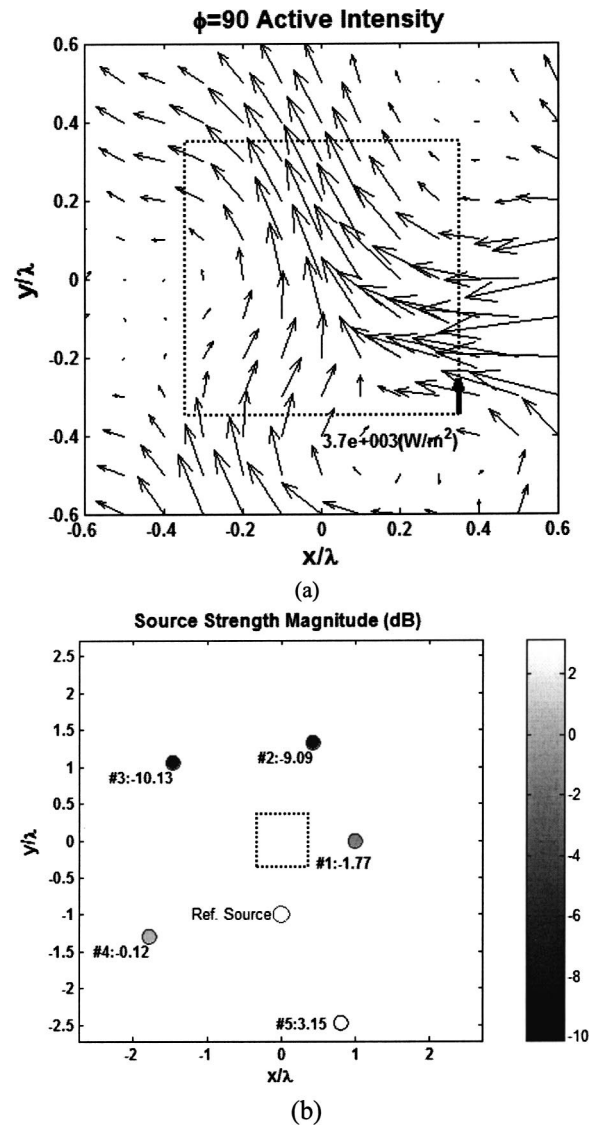 ϕ=90 Active Intensity
0.6
0.4
0.2
0
-0.2
-0.4
-0.6
y/λ
3.7e+003(W/m²)
-0.6 -0.4 -0.2 0 0.2 0.4 0.6
x/λ
(a)
Source Strength Magnitude (dB)
2.5
2
1.5
1
0.5
0
-0.5
-1
-1.5
-2
-2.5
y/λ
#2:-9.09
#3:-10.13
#1:-1.77
Ref. Source
#4:-0.12
#5:3.15
-2 -1 0 1 2
x/λ
2
0
-2
-4
-6
-8
-10
(b)